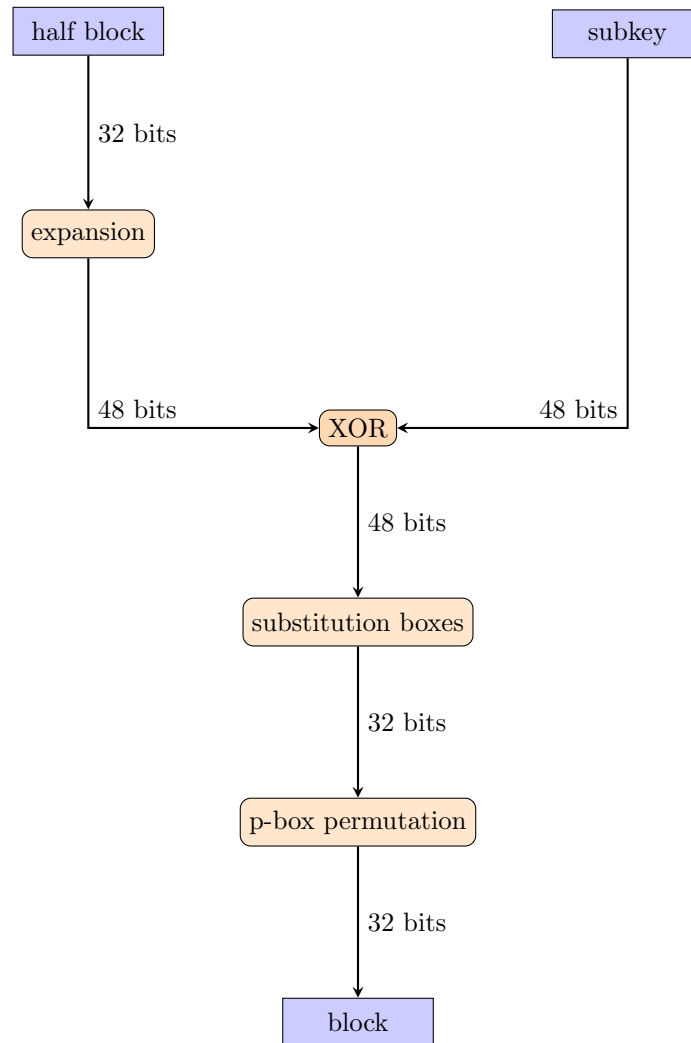 half block
subkey
32 bits
expansion
48 bits
48 bits
XOR
48 bits
substitution boxes
32 bits
p-box permutation
32 bits
block